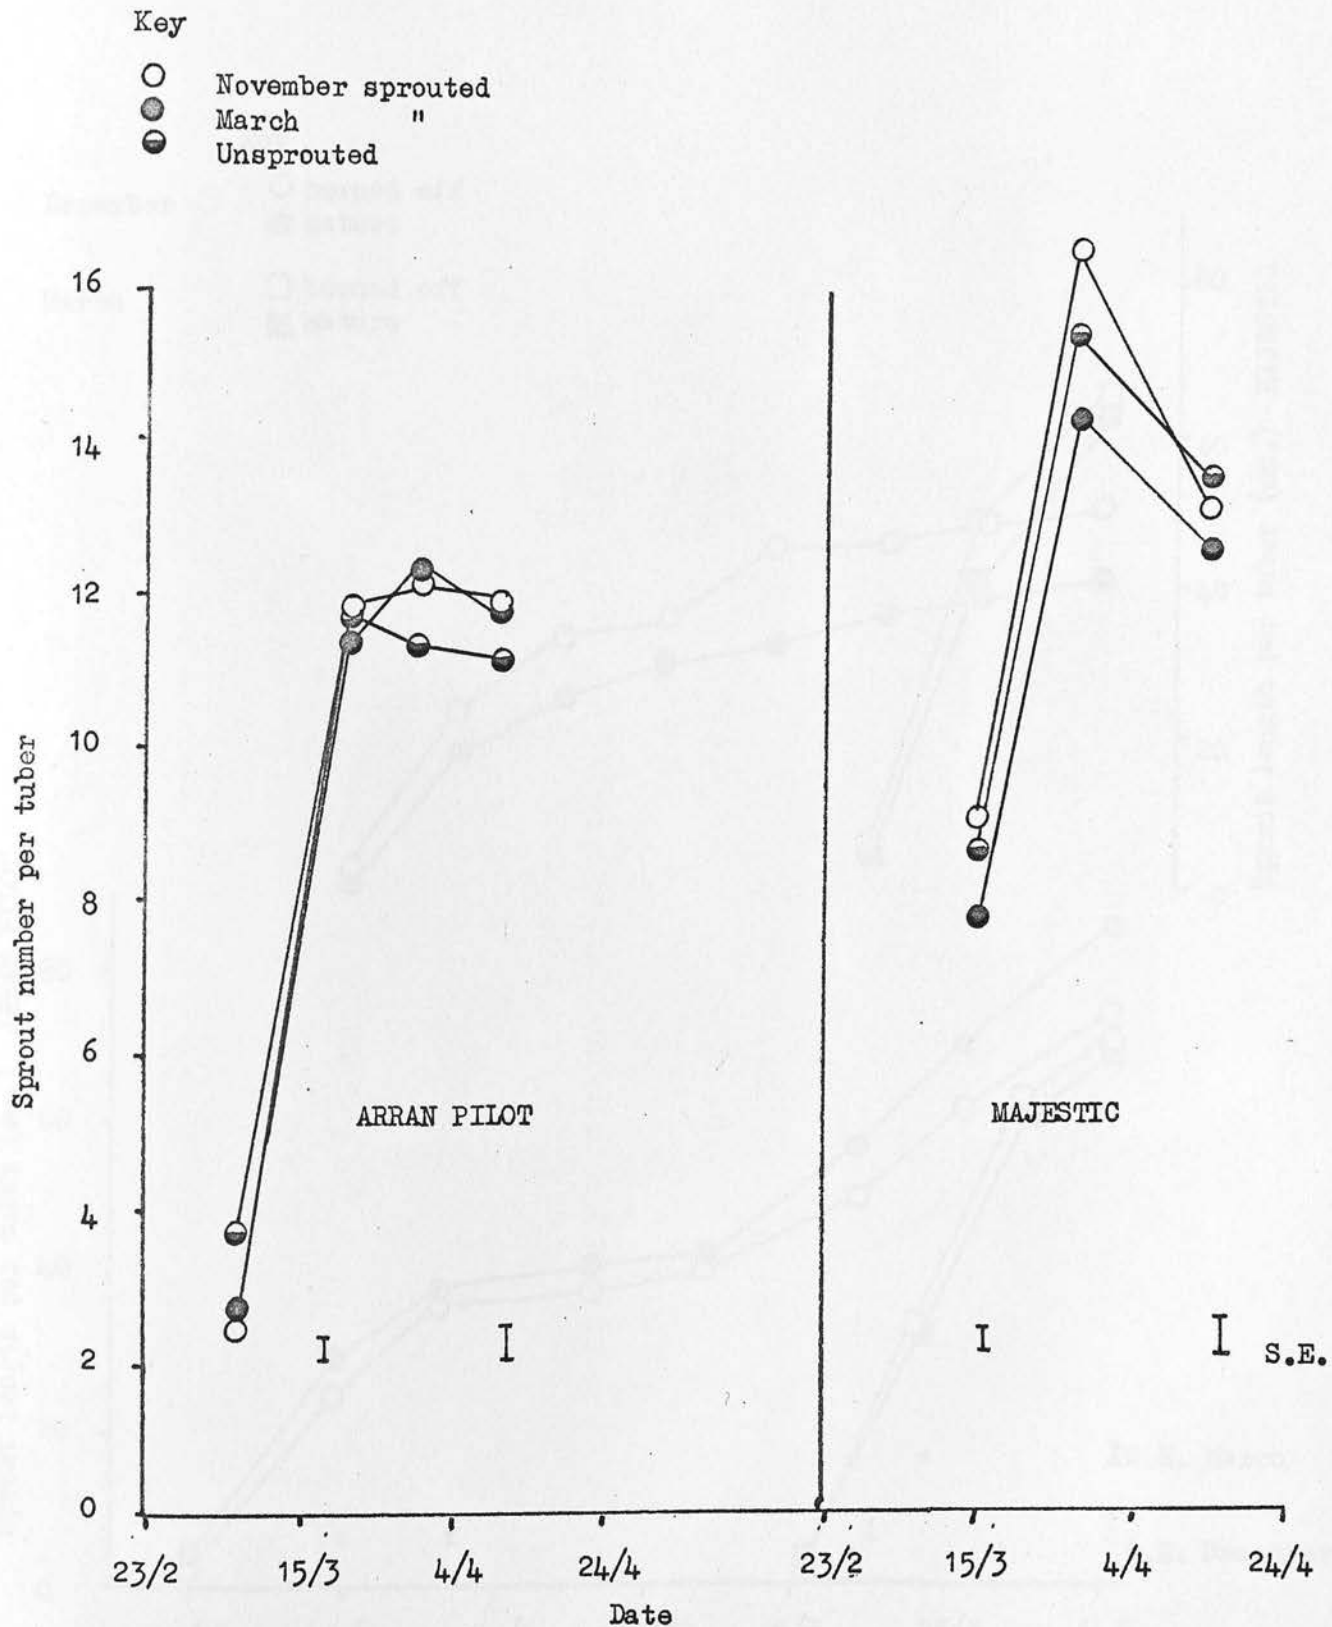 Key
November sprouted
March "
Unsprouted
16
14
12
10
8
6
4
2
0
Sprout number per tuber
ARRAN PILOT
MAJESTIC
S.E.
23/2 15/3 4/4 24/4 23/2 15/3 4/4 24/4
Date